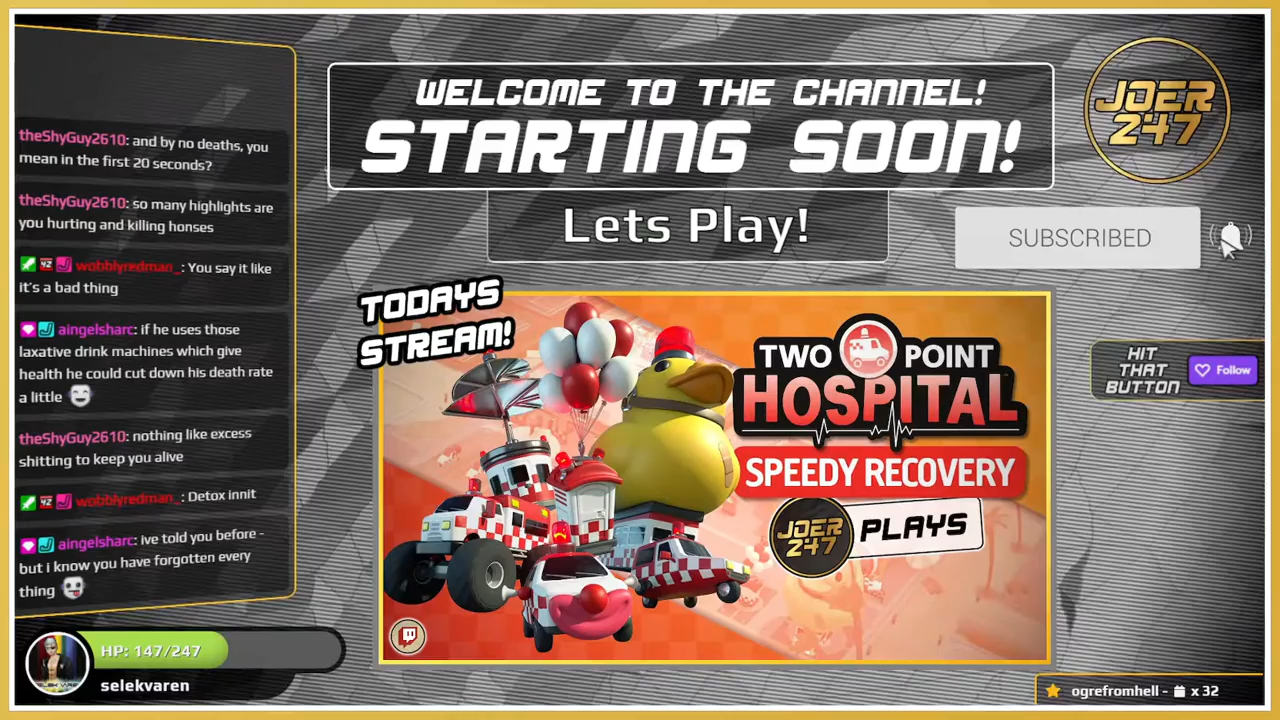 WELCOME TO THE CHANNEL!
STARTING SOON!
Lets Play!
JOER
247
SUBSCRIBED
theShyGuy2610: and by no deaths, you
mean in the first 20 seconds?
theShyGuy2610: so many highlights are
you hurting and killing honses
wobblyredman_: You say it like
it's a bad thing
aingelsharc: if he uses those
laxative drink machines which give
health he could cut down his death rate
a little
theShyGuy2610: nothing like excess
shitting to keep you alive
wobblyredman_: Detox innit
aingelsharc: ive told you before -
but i know you have forgotten every
thing
HP: 147/247
selekvaren
TODAYS
STREAM!
TWO POINT
HOSPITAL
SPEEDY RECOVERY
JOER
247
PLAYS
HIT
THAT
BUTTON
Follow
ogrefromhell - x 32